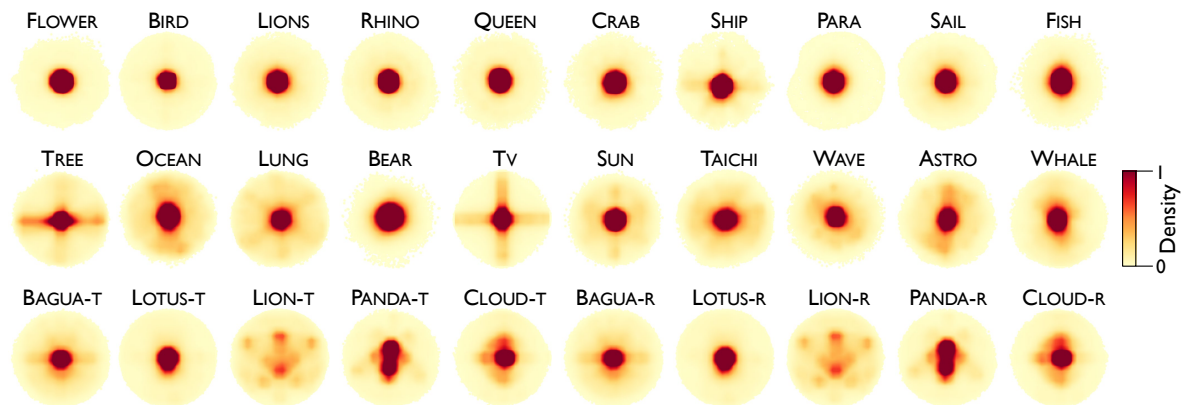 FLOWER BIRD LIONS RHINO QUEEN CRAB SHIP PARA SAIL FISH
TREE OCEAN LUNG BEAR TV SUN TAICHI WAVE ASTRO WHALE
1
Density
0
BAGUA-T LOTUS-T LION-T PANDA-T CLOUD-T BAGUA-R LOTUS-R LION-R PANDA-R CLOUD-R